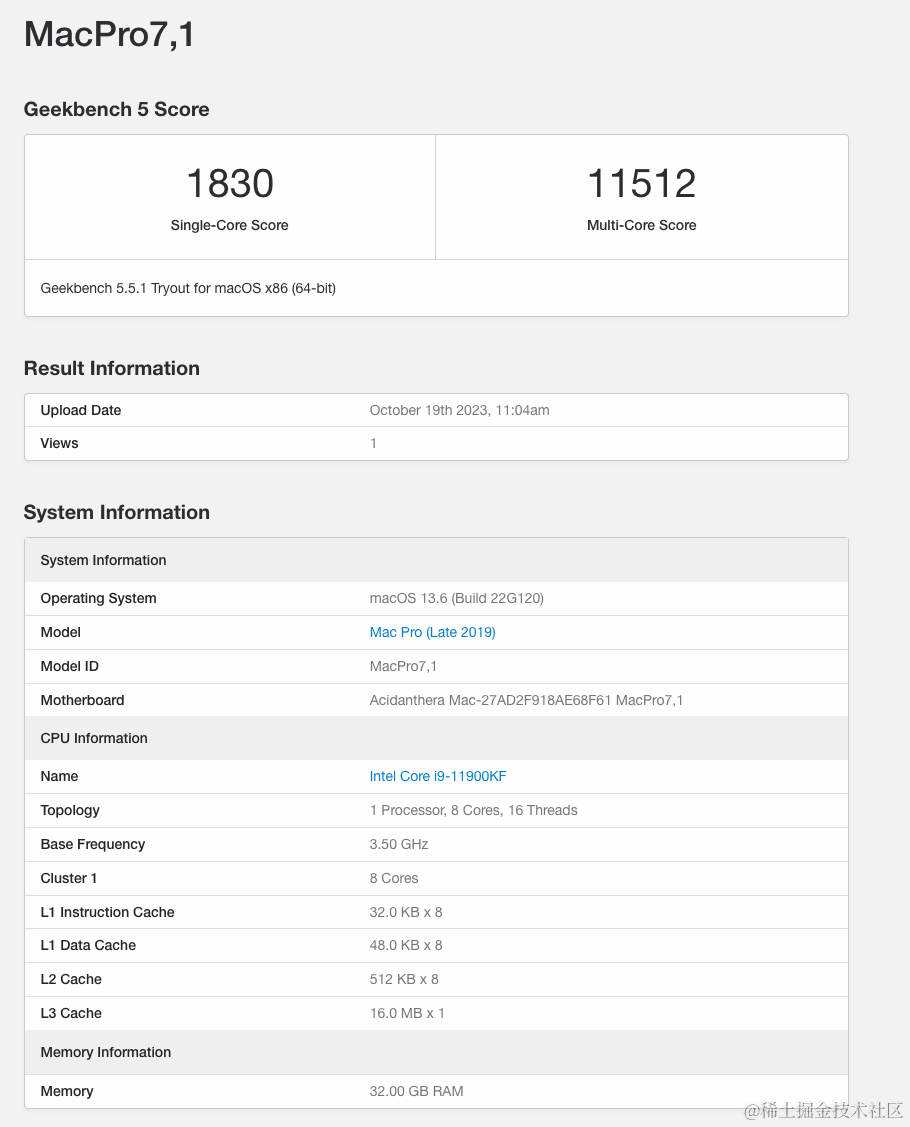 MacPro7,1
Geekbench 5 Score
1830
Single-Core Score
11512
Multi-Core Score
Geekbench 5.5.1 Tryout for macOS x86 (64-bit)
Result Information
Upload Date October 19th 2023, 11:04am
Views 1
System Information
System Information
Operating System macOS 13.6 (Build 22G120)
Model Mac Pro (Late 2019)
Model ID MacPro7,1
Motherboard Acidanthera Mac-27AD2F918AE68F61 MacPro7,1
CPU Information
Name Intel Core i9-11900KF
Topology 1 Processor, 8 Cores, 16 Threads
Base Frequency 3.50 GHz
Cluster 1 8 Cores
L1 Instruction Cache 32.0 KB x 8
L1 Data Cache 48.0 KB x 8
L2 Cache 512 KB x 8
L3 Cache 16.0 MB x 1
Memory Information
Memory 32.00 GB RAM
@稀土掘金技术社区